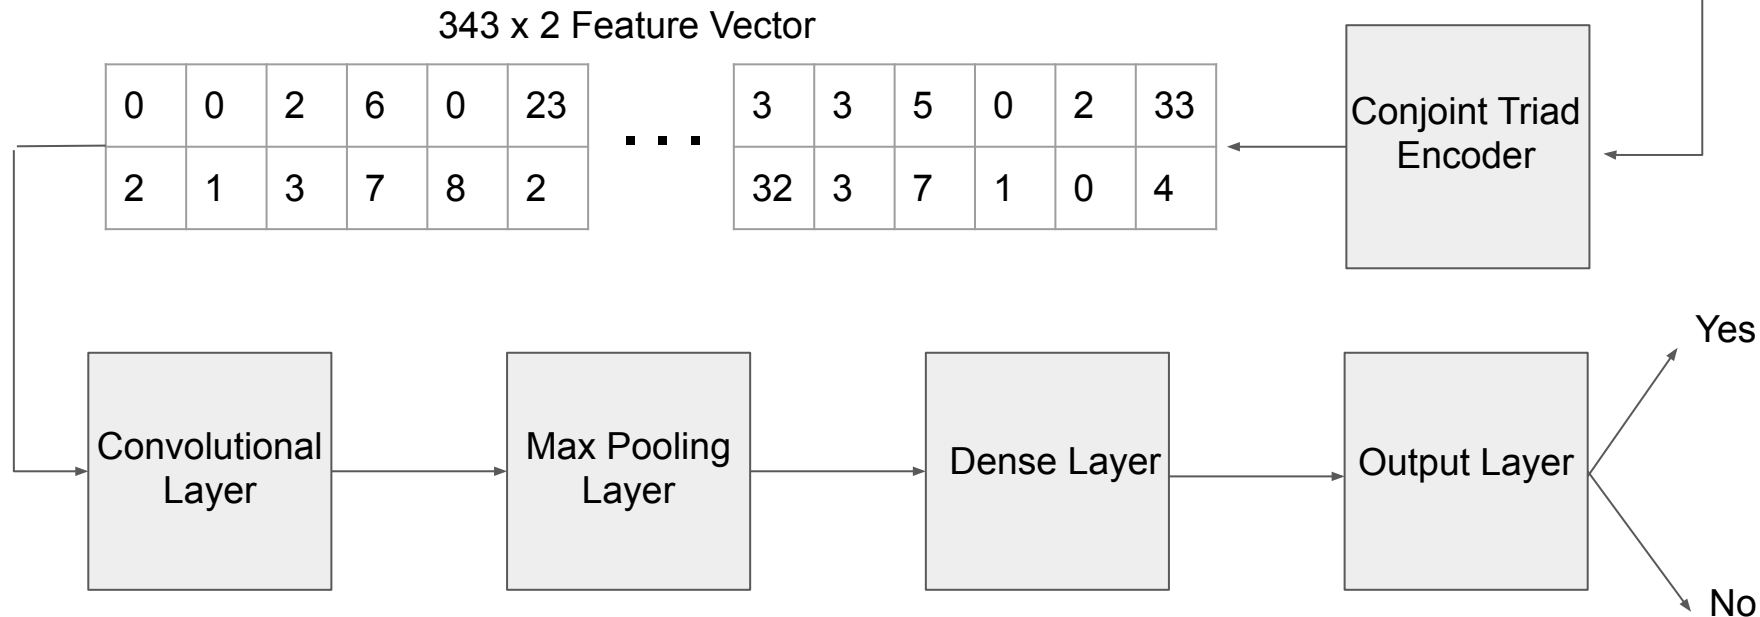 343 x 2 Feature Vector
0 0 2 6 0 23 ... 3 3 5 0 2 33
2 1 3 7 8 2 32 3 7 1 0 4
Conjoint Triad
Encoder
Convolutional
Layer
Max Pooling
Layer
Dense Layer
Output Layer
Yes
No